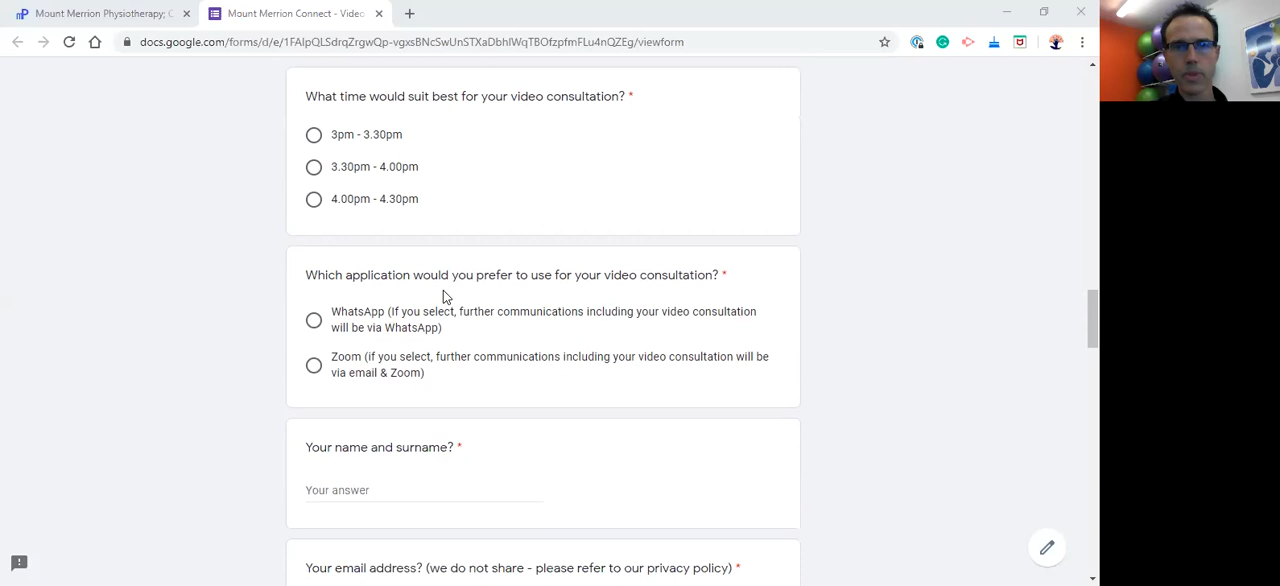 Mount Merrion Physiotherapy; C
Mount Merrion Connect - Video
docs.google.com/forms/d/e/1FAIpQLSdrqZrgwQp-vgxsBNcSwUnSTXaDbhlWqTBOfzpfmFLu4nQZEg/viewform
What time would suit best for your video consultation? *
3pm - 3.30pm
3.30pm - 4.00pm
4.00pm - 4.30pm
Which application would you prefer to use for your video consultation? *
WhatsApp (If you select, further communications including your video consultation
will be via WhatsApp)
Zoom (if you select, further communications including your video consultation will be
via email & Zoom)
Your name and surname? *
Your answer
Your email address? (we do not share - please refer to our privacy policy) *